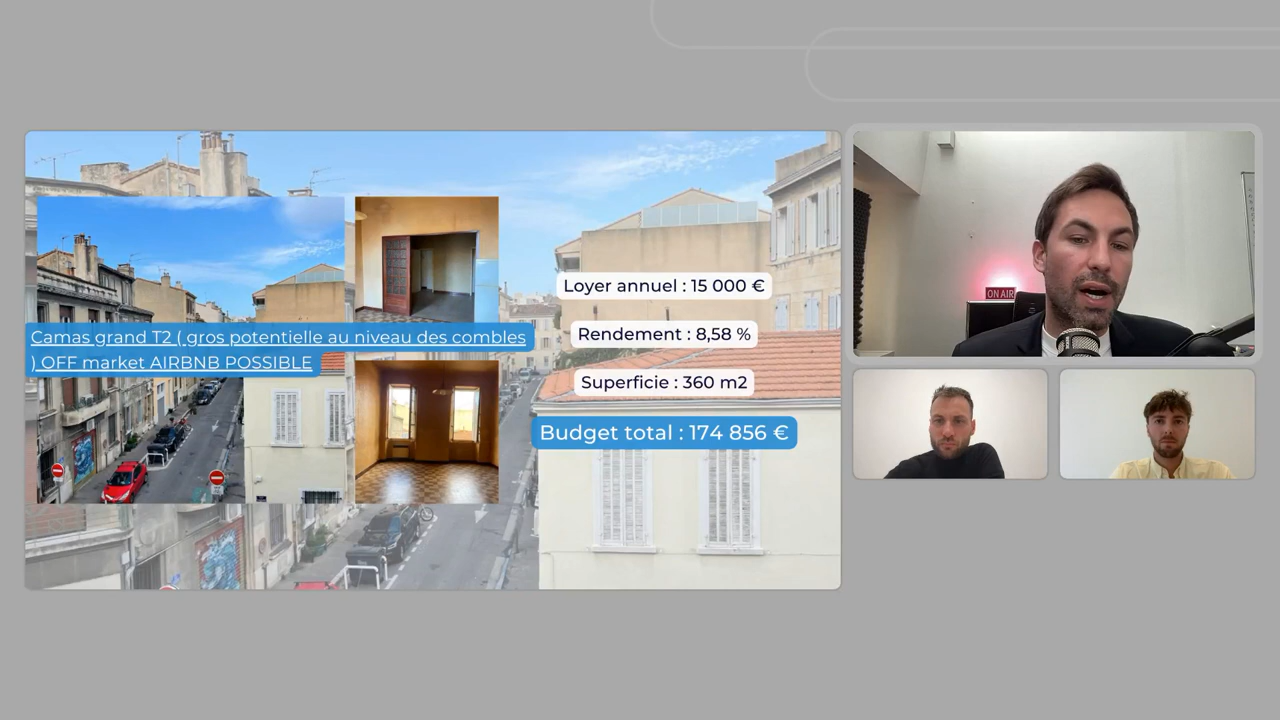 Camas grand T2 ( gros potentielle au niveau des combles
) OFF market AIRBNB POSSIBLE
Loyer annuel : 15 000 €
Rendement : 8,58 %
Superficie : 360 m2
Budget total : 174 856 €
ON AIR